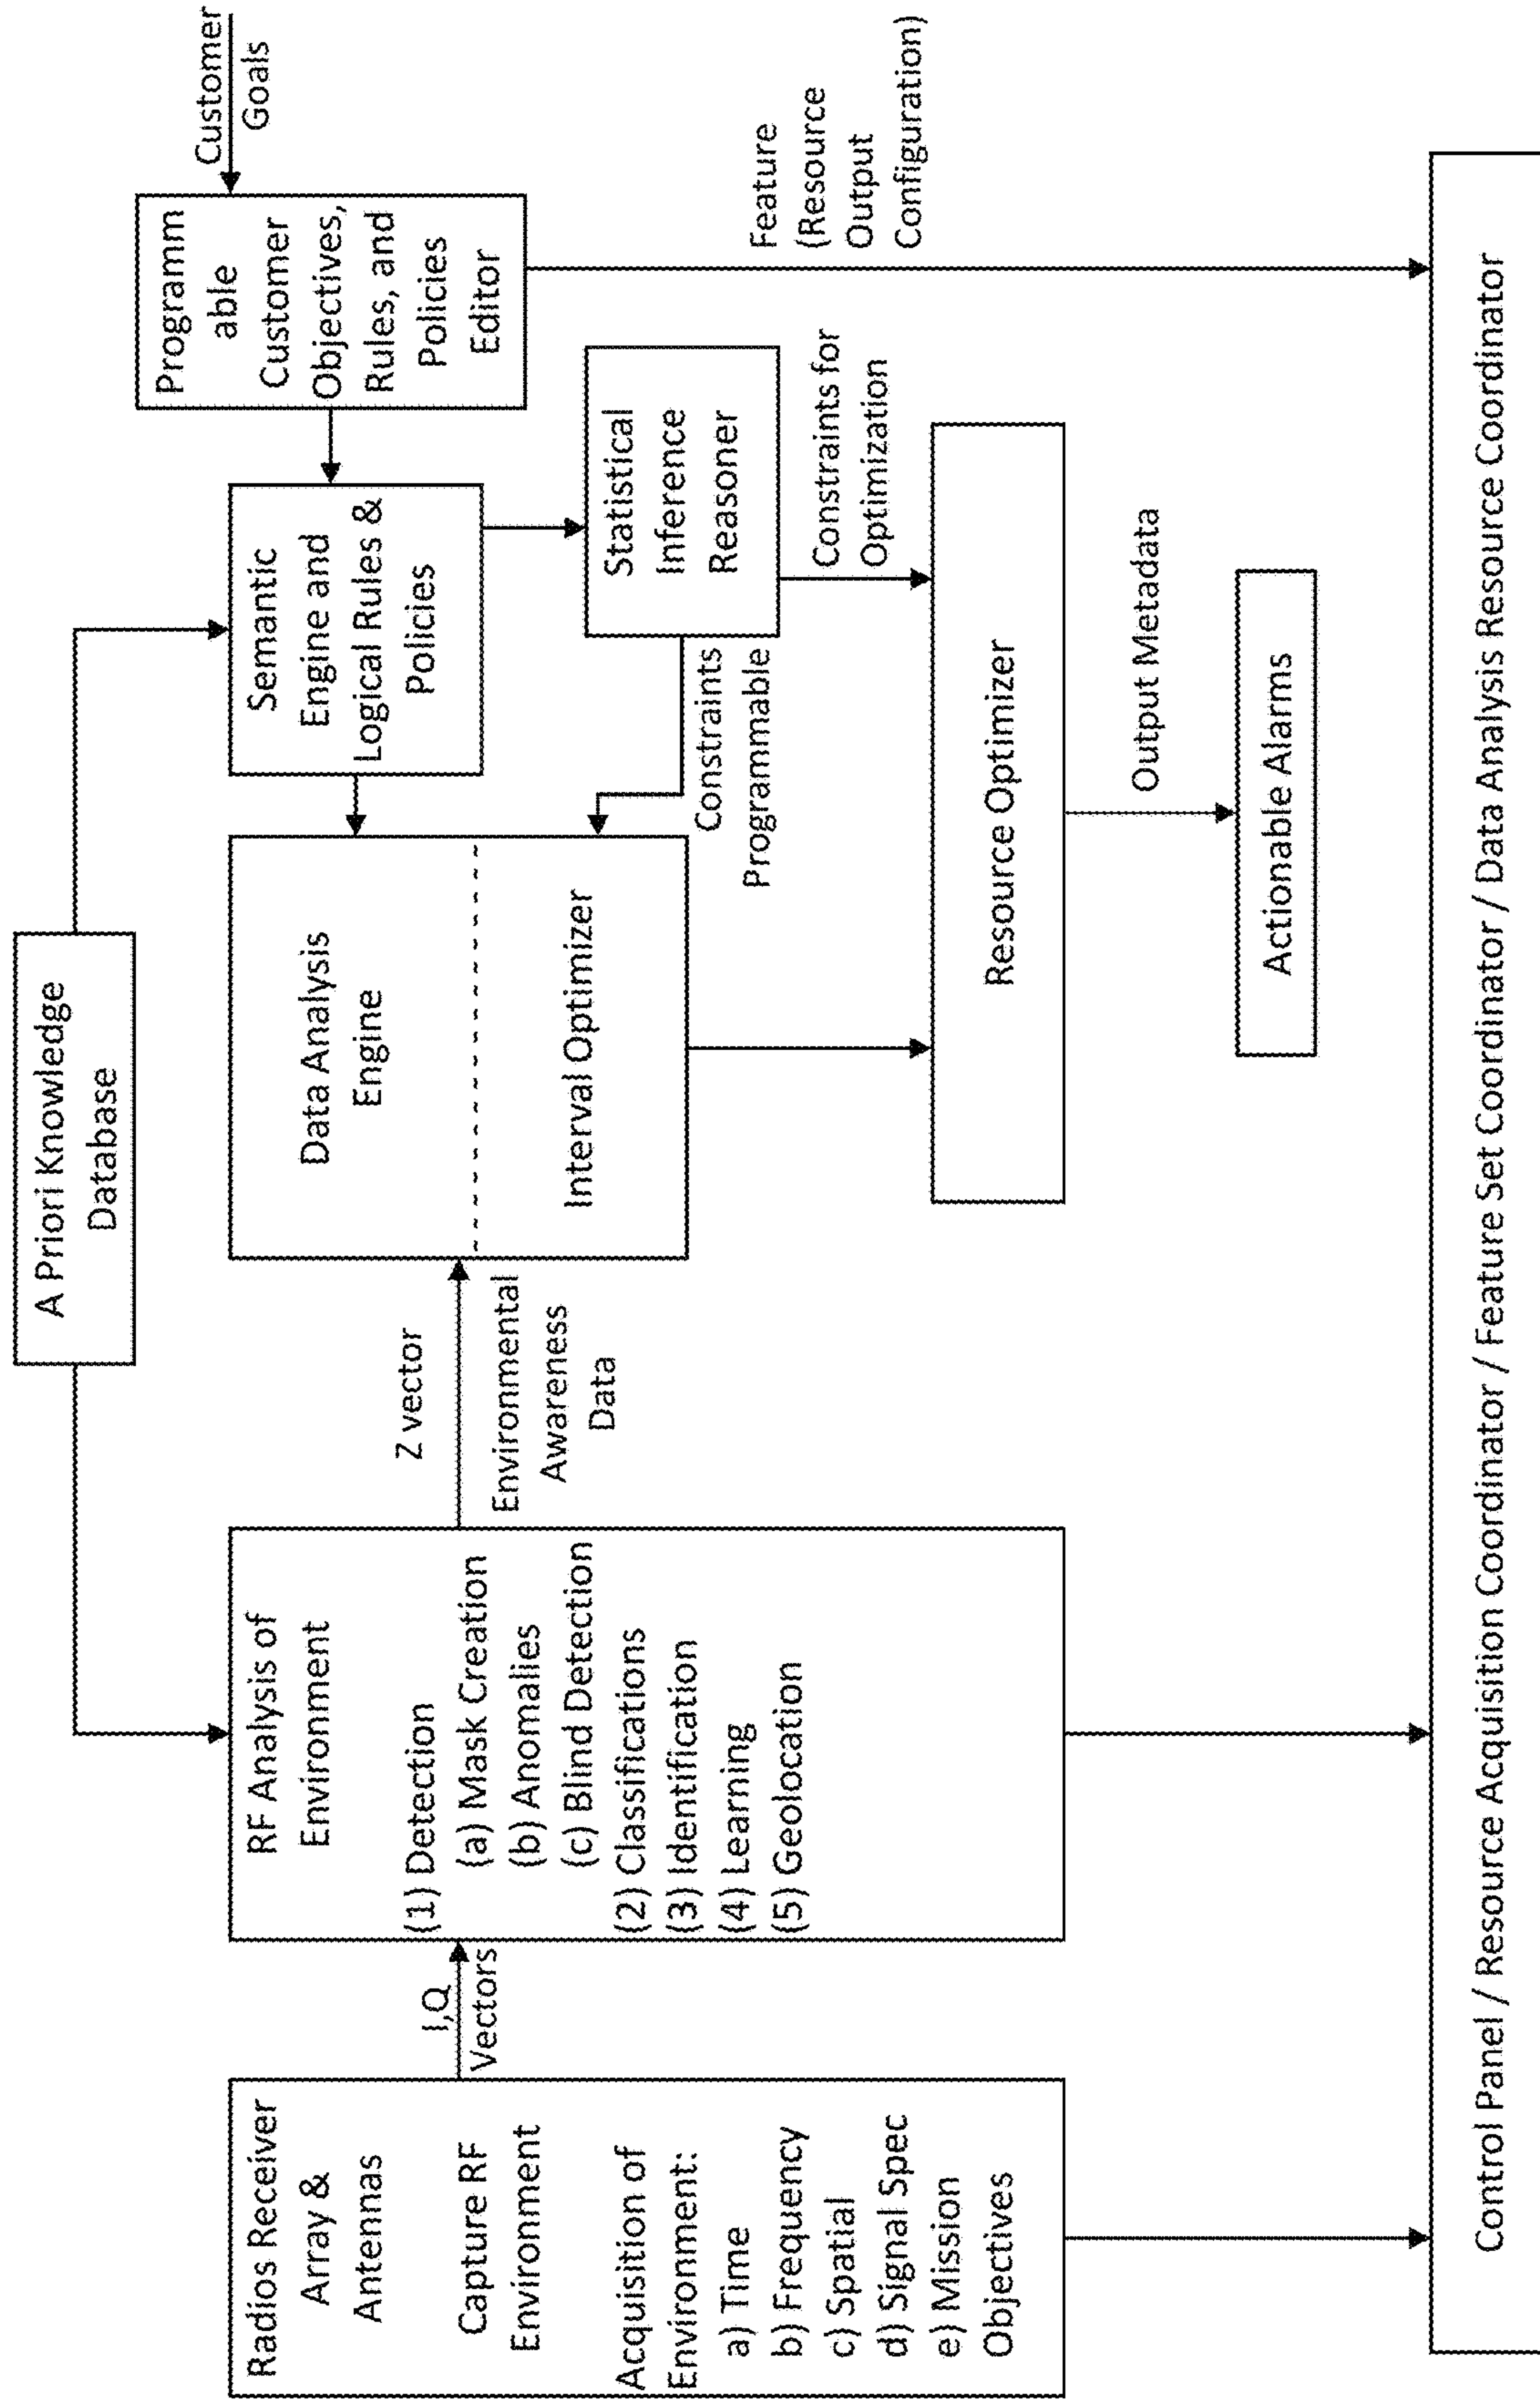 A Priori Knowledge
Database
Customer
Goals
Radios Receiver
Array &
Antennas
Capture RF
Environment
Acquisition of
Environment:
a) Time
b) Frequency
c) Spatial
d) Signal Spec
e) Mission
Objectives
I,Q
Vectors
RF Analysis of
Environment
(1) Detection
(a) Mask Creation
(b) Anomalies
(c) Blind Detection
(2) Classifications
(3) Identification
(4) Learning
(5) Geolocation
Z vector
Environmental
Awareness
Data
Data Analysis
Engine
Interval Optimizer
Semantic
Engine and
Logical Rules &
Policies
Programm
able
Customer
Objectives,
Rules, and
Policies
Editor
Statistical
Inference
Reasoner
Constraints
Programmable
Constraints for
Optimization
Feature
(Resource
Output
Configuration)
Resource Optimizer
Output Metadata
Actionable Alarms
Control Panel / Resource Acquisition Coordinator / Feature Set Coordinator / Data Analysis Resource Coordinator